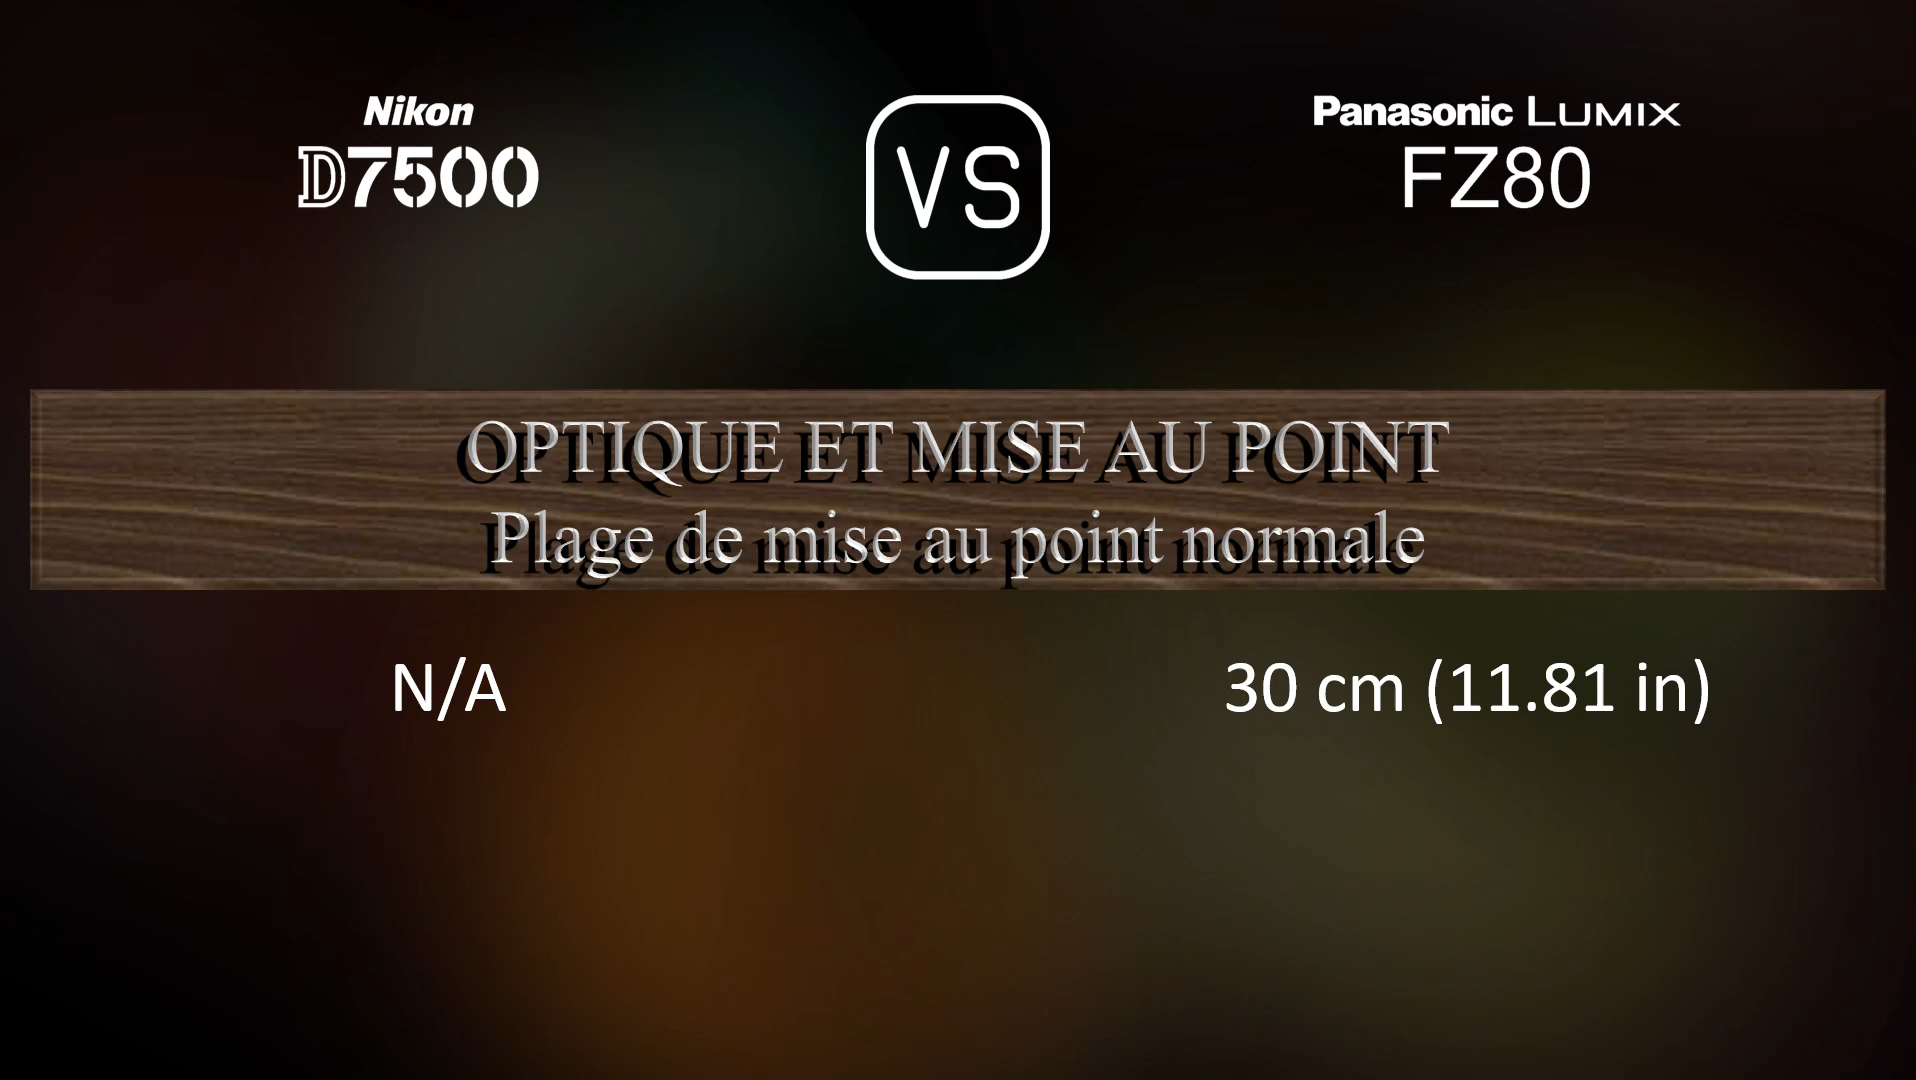 Nikon
D7500
VS
Panasonic LUMIX
FZ80
OPTIQUE ET MISE AU POINT
Plage de mise au point normale
N/A
30 cm (11.81 in)